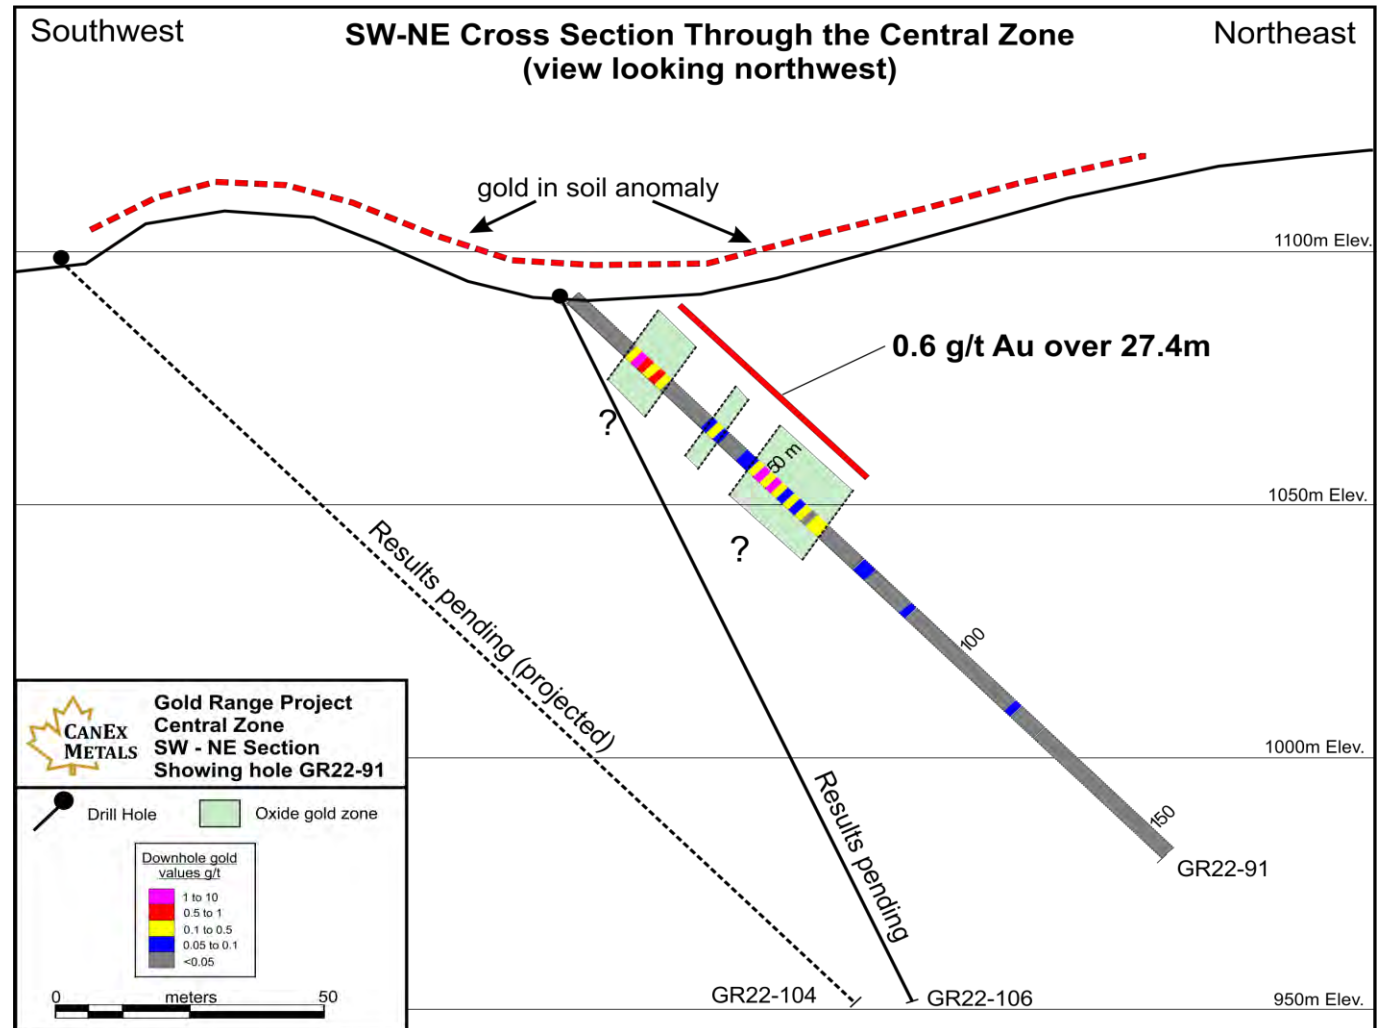 Southwest
SW-NE Cross Section Through the Central Zone
(view looking northwest)
Northeast
gold in soil anomaly
1100m Elev.
0.6 g/t Au over 27.4m
?
50 m
1050m Elev.
?
Results pending (projected)
100
1000m Elev.
Results pending
150
GR22-91
GR22-104
GR22-106
950m Elev.
CANEX
METALS
Gold Range Project
Central Zone
SW - NE Section
Showing hole GR22-91
Drill Hole
Oxide gold zone
Downhole gold
values g/t
1 to 10
0.5 to 1
0.1 to 0.5
0.05 to 0.1
<0.05
0 meters 50